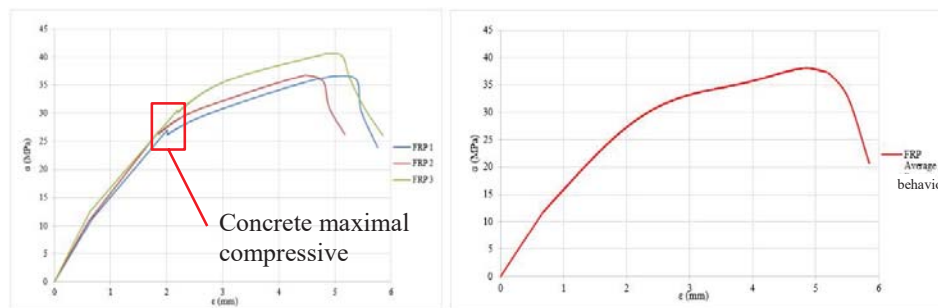 45
40
35
30
25
20
15
10
5
0
σ (MPa)
0 1 2 3 4 5 6
ε (mm)
FRP 1
FRP 2
FRP 3
Concrete maximal
compressive
45
40
35
30
25
20
15
10
5
0
σ (MPa)
0 1 2 3 4 5 6
ε (mm)
FRP
Average
behavio